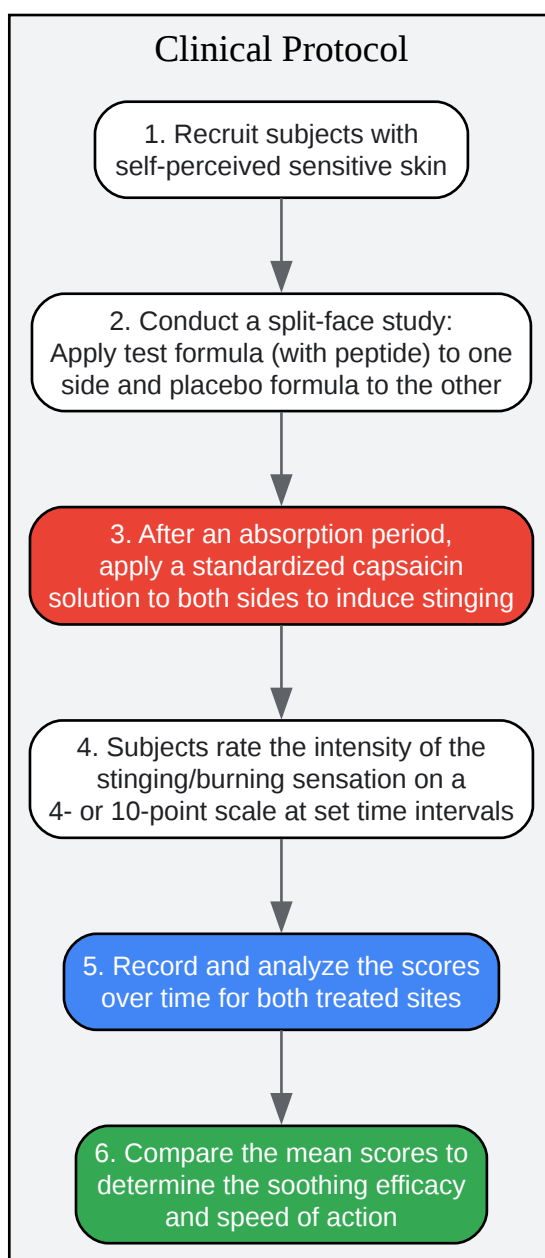 Clinical Protocol
1. Recruit subjects with
self-perceived sensitive skin
2. Conduct a split-face study:
Apply test formula (with peptide) to one
side and placebo formula to the other
3. After an absorption period,
apply a standardized capsaicin
solution to both sides to induce stinging
4. Subjects rate the intensity of the
stinging/burning sensation on a
4- or 10-point scale at set time intervals
5. Record and analyze the scores
over time for both treated sites
6. Compare the mean scores to
determine the soothing efficacy
and speed of action